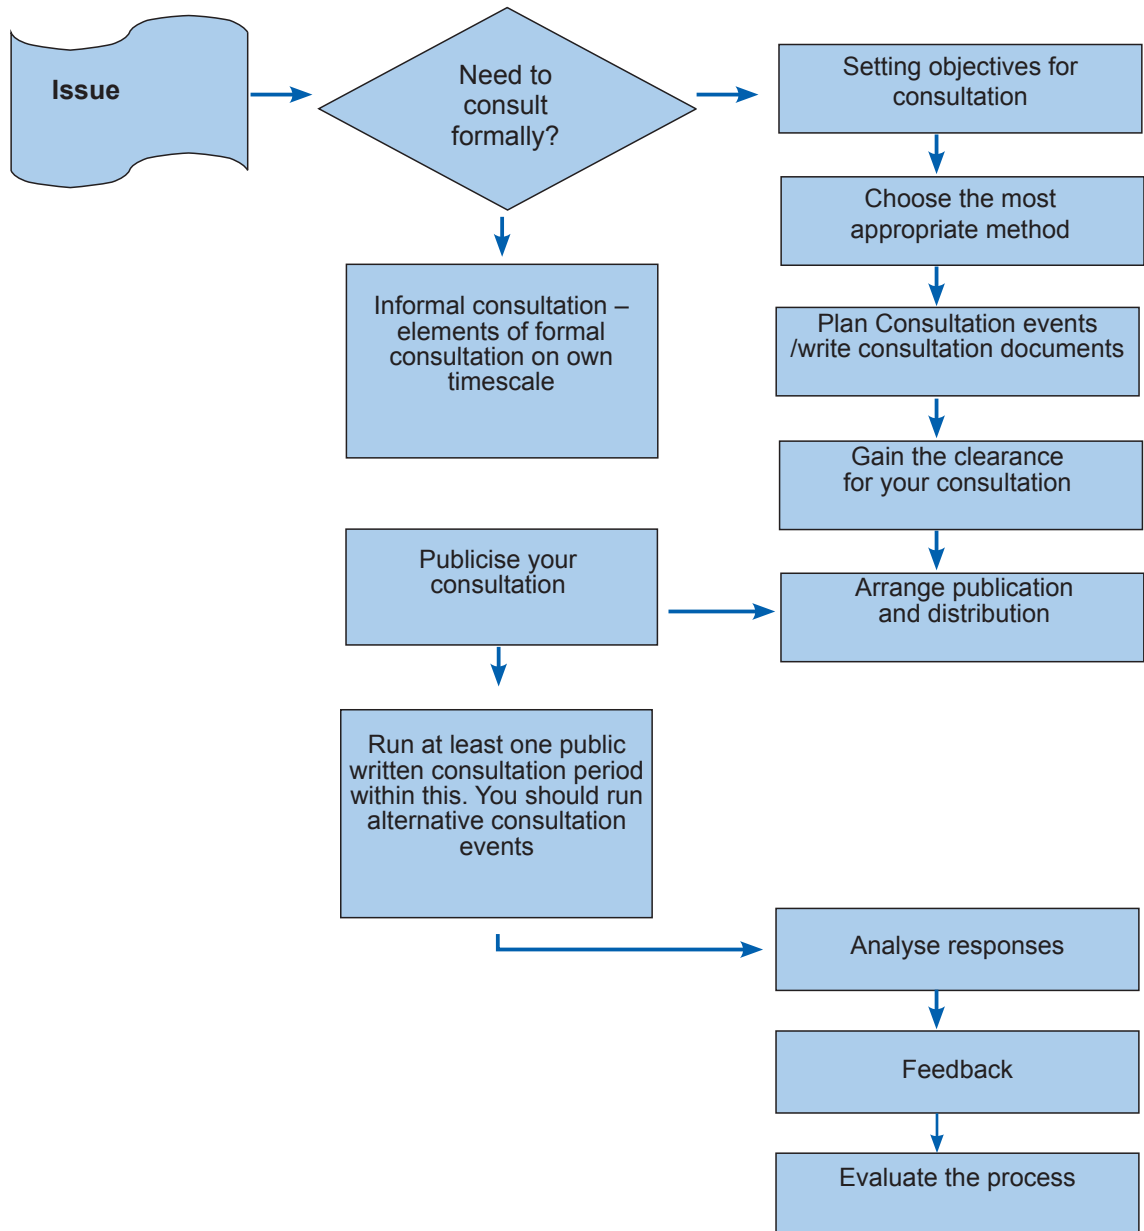 Issue
Need to
consult
formally?
Setting objectives for
consultation
Choose the most
appropriate method
Informal consultation –
elements of formal
consultation on own
timescale
Plan Consultation events
/write consultation documents
Gain the clearance
for your consultation
Publicise your
consultation
Arrange publication
and distribution
Run at least one public
written consultation period
within this. You should run
alternative consultation
events
Analyse responses
Feedback
Evaluate the process